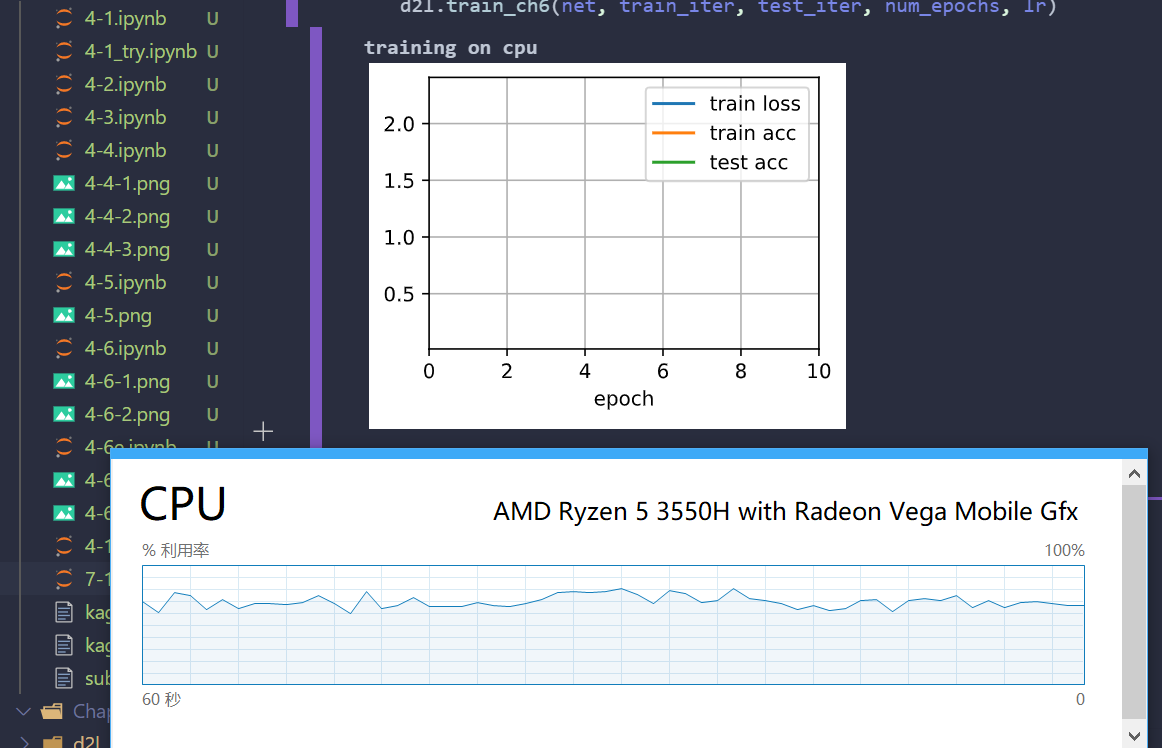 4-1.ipynb U
4-1_try.ipynb U
4-2.ipynb U
4-3.ipynb U
4-4.ipynb U
4-4-1.png U
4-4-2.png U
4-4-3.png U
4-5.ipynb U
4-5.png U
4-6.ipynb U
4-6-1.png U
4-6-2.png U
4-6e.ipynb U
4-6
4-6
4-1
7-1
kag
kag
sub
Chap
d2l
d2l.train_ch6(net, train_iter, test_iter, num_epochs, lr)
training on cpu
train loss
train acc
test acc
2.0
1.5
1.0
0.5
0 2 4 6 8 10
epoch
CPU AMD Ryzen 5 3550H with Radeon Vega Mobile Gfx
% 利用率 100%
60 秒 0